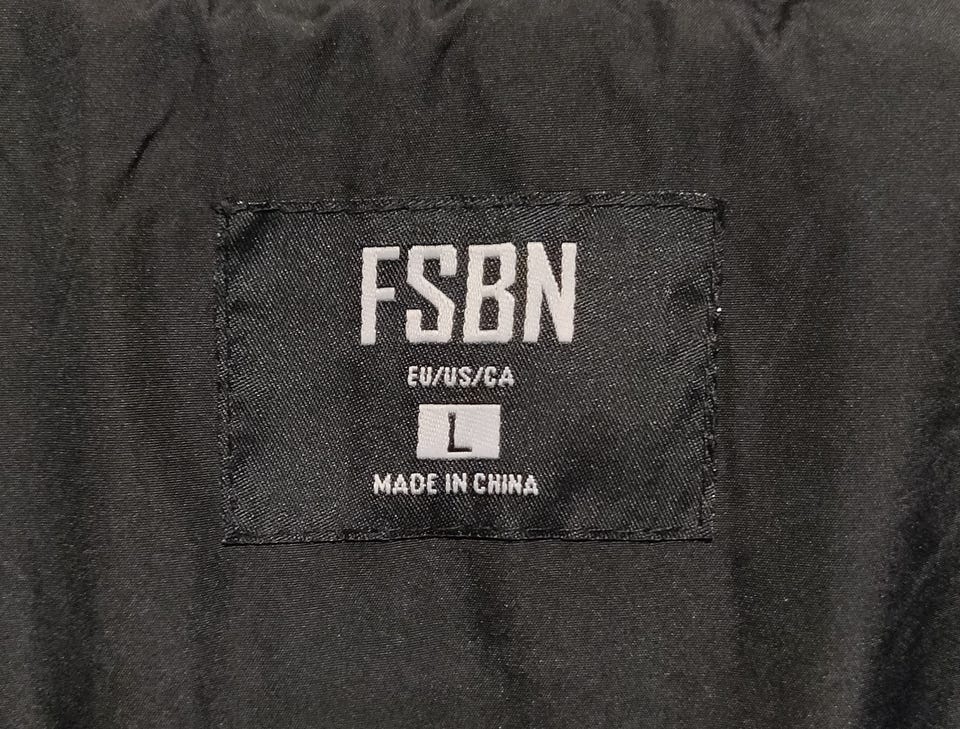 FSBN
EU/US/CA
L
MADE IN CHINA